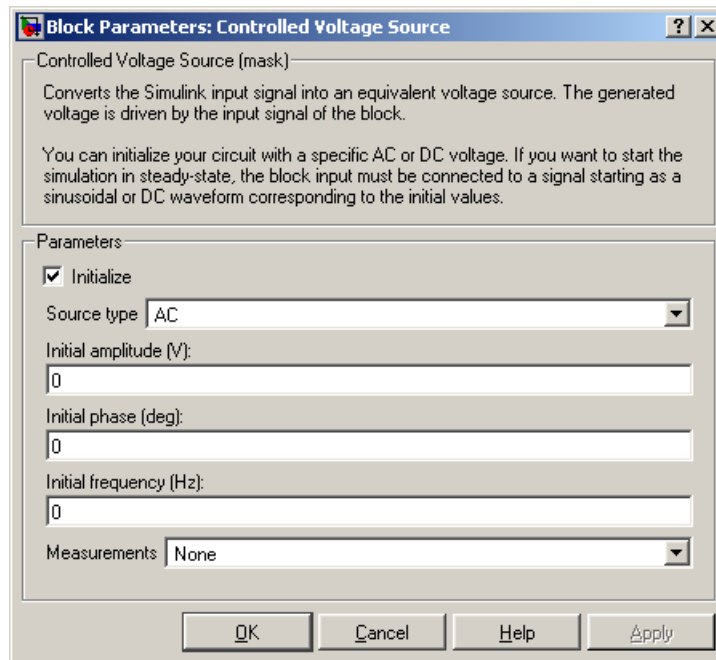 Block Parameters: Controlled Voltage Source
Controlled Voltage Source (mask)
Converts the Simulink input signal into an equivalent voltage source. The generated
voltage is driven by the input signal of the block.
You can initialize your circuit with a specific AC or DC voltage. If you want to start the
simulation in steady-state, the block input must be connected to a signal starting as a
sinusoidal or DC waveform corresponding to the initial values.
Parameters
Initialize
Source type AC
Initial amplitude (V):
0
Initial phase (deg):
0
Initial frequency (Hz):
0
Measurements None
OK Cancel Help Apply